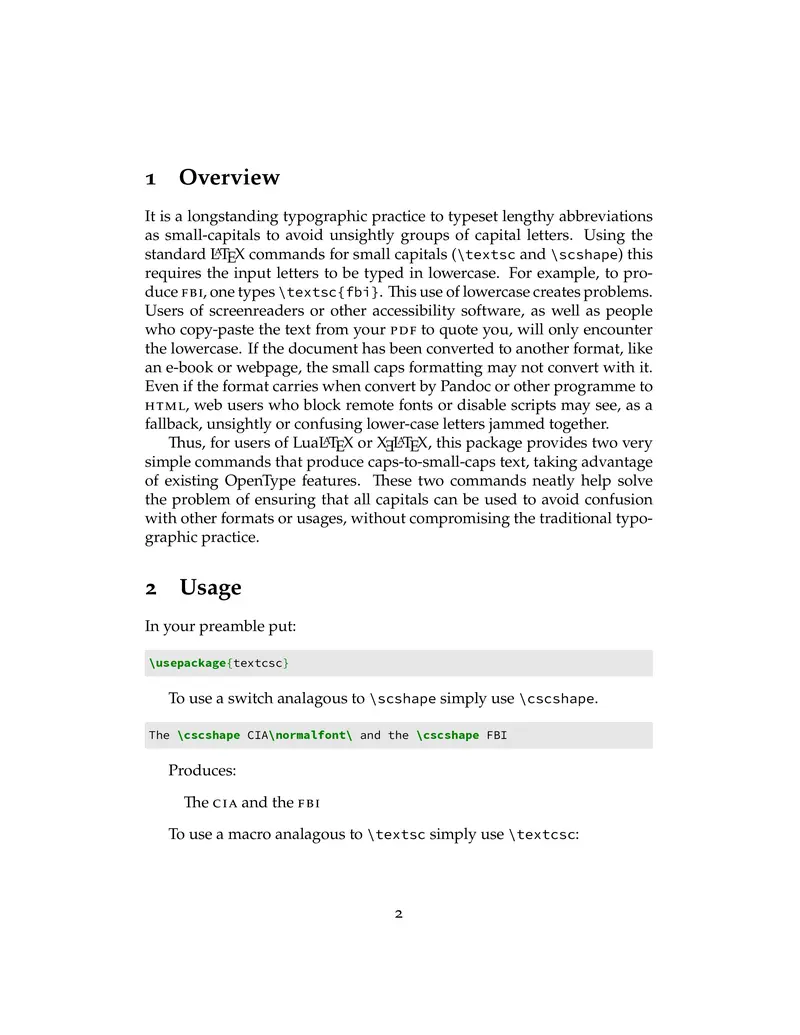 1 Overview
It is a longstanding typographic practice to typeset lengthy abbreviations
as small-capitals to avoid unsightly groups of capital letters. Using the
standard LATEX commands for small capitals (\textsc and \scshape) this
requires the input letters to be typed in lowercase. For example, to pro-
duce FBI, one types \textsc{fbi}. This use of lowercase creates problems.
Users of screenreaders or other accessibility software, as well as people
who copy-paste the text from your PDF to quote you, will only encounter
the lowercase. If the document has been converted to another format, like
an e-book or webpage, the small caps formatting may not convert with it.
Even if the format carries when convert by Pandoc or other programme to
HTML, web users who block remote fonts or disable scripts may see, as a
fallback, unsightly or confusing lower-case letters jammed together.
Thus, for users of LuaLATEX or XƎLATEX, this package provides two very
simple commands that produce caps-to-small-caps text, taking advantage
of existing OpenType features. These two commands neatly help solve
the problem of ensuring that all capitals can be used to avoid confusion
with other formats or usages, without compromising the traditional typo-
graphic practice.
2 Usage
In your preamble put:
\usepackage{textcsc}
To use a switch analagous to \scshape simply use \cscshape.
The \cscshape CIA\normalfont\ and the \cscshape FBI
Produces:
The CIA and the FBI
To use a macro analagous to \textsc simply use \textcsc:
2